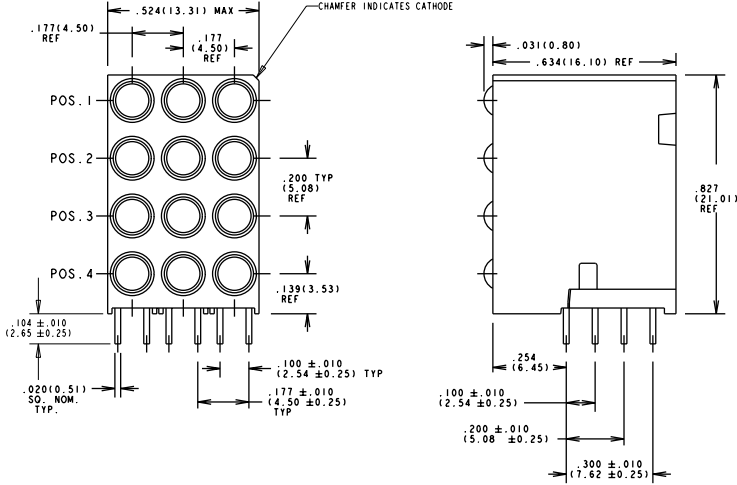 .524(13.31) MAX
CHAMFER INDICATES CATHODE
.177(4.50)
REF
.177
(4.50)
REF
.031(0.80)
.634(16.10) REF
POS.1
POS.2
.200 TYP
(5.08)
REF
.827
(21.01)
REF
POS.3
POS.4
.139(3.53)
REF
.104 ±.010
(2.65 ±0.25)
.100 ±.010
(2.54 ±0.25) TYP
.020(0.51)
SQ. NOM.
TYP.
.177 ±.010
(4.50 ±0.25)
TYP
.254
(6.45)
.100 ±.010
(2.54 ±0.25)
.200 ±.010
(5.08 ±0.25)
.300 ±.010
(7.62 ±0.25)